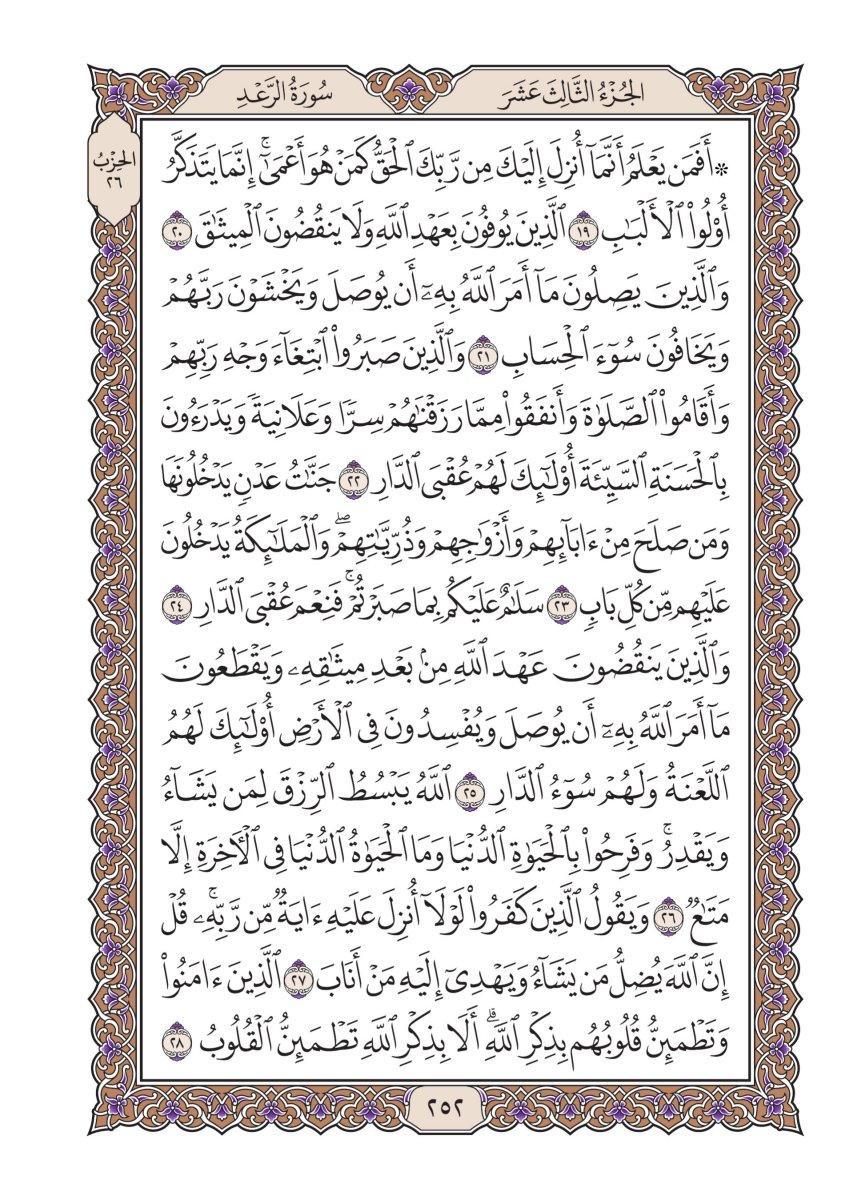 الجُزْءُ الثَّالِثَ عَشَرَ
سُورَةُ الرَّعْدِ
الحِزْبُ
٢٦
۞ أَفَمَن يَعْلَمُ أَنَّمَآ أُنزِلَ إِلَيْكَ مِن رَّبِّكَ ٱلْحَقُّ كَمَنْ هُوَ أَعْمَىٰٓۚ إِنَّمَا يَتَذَكَّرُ
أُوْلُواْ ٱلْأَلْبَٰبِ ١٩ ٱلَّذِينَ يُوفُونَ بِعَهْدِ ٱللَّهِ وَلَا يَنقُضُونَ ٱلْمِيثَٰقَ ٢٠
وَٱلَّذِينَ يَصِلُونَ مَآ أَمَرَ ٱللَّهُ بِهِۦٓ أَن يُوصَلَ وَيَخْشَوْنَ رَبَّهُمْ
وَيَخَافُونَ سُوٓءَ ٱلْحِسَابِ ٢١ وَٱلَّذِينَ صَبَرُواْ ٱبْتِغَآءَ وَجْهِ رَبِّهِمْ
وَأَقَامُواْ ٱلصَّلَوٰةَ وَأَنفَقُواْ مِمَّا رَزَقْنَٰهُمْ سِرًّا وَعَلَانِيَةً وَيَدْرَءُونَ
بِٱلْحَسَنَةِ ٱلسَّيِّئَةَ أُوْلَٰٓئِكَ لَهُمْ عُقْبَى ٱلدَّارِ ٢٢ جَنَّٰتُ عَدْنٍ يَدْخُلُونَهَا
وَمَن صَلَحَ مِنْ ءَابَآئِهِمْ وَأَزْوَٰجِهِمْ وَذُرِّيَّٰتِهِمْۖ وَٱلْمَلَٰٓئِكَةُ يَدْخُلُونَ
عَلَيْهِم مِّن كُلِّ بَابٍ ٢٣ سَلَٰمٌ عَلَيْكُم بِمَا صَبَرْتُمْۚ فَنِعْمَ عُقْبَى ٱلدَّارِ ٢٤
وَٱلَّذِينَ يَنقُضُونَ عَهْدَ ٱللَّهِ مِنۢ بَعْدِ مِيثَٰقِهِۦ وَيَقْطَعُونَ
مَآ أَمَرَ ٱللَّهُ بِهِۦٓ أَن يُوصَلَ وَيُفْسِدُونَ فِى ٱلْأَرْضِ أُوْلَٰٓئِكَ لَهُمُ
ٱللَّعْنَةُ وَلَهُمْ سُوٓءُ ٱلدَّارِ ٢٥ ٱللَّهُ يَبْسُطُ ٱلرِّزْقَ لِمَن يَشَآءُ
وَيَقْدِرُۚ وَفَرِحُواْ بِٱلْحَيَوٰةِ ٱلدُّنْيَا وَمَا ٱلْحَيَوٰةُ ٱلدُّنْيَا فِى ٱلْأٓخِرَةِ إِلَّا
مَتَٰعٌ ٢٦ وَيَقُولُ ٱلَّذِينَ كَفَرُواْ لَوْلَآ أُنزِلَ عَلَيْهِ ءَايَةٌ مِّن رَّبِّهِۦۚ قُلْ
إِنَّ ٱللَّهَ يُضِلُّ مَن يَشَآءُ وَيَهْدِىٓ إِلَيْهِ مَنْ أَنَابَ ٢٧ ٱلَّذِينَ ءَامَنُواْ
وَتَطْمَئِنُّ قُلُوبُهُم بِذِكْرِ ٱللَّهِۗ أَلَا بِذِكْرِ ٱللَّهِ تَطْمَئِنُّ ٱلْقُلُوبُ ٢٨
٢٥٢